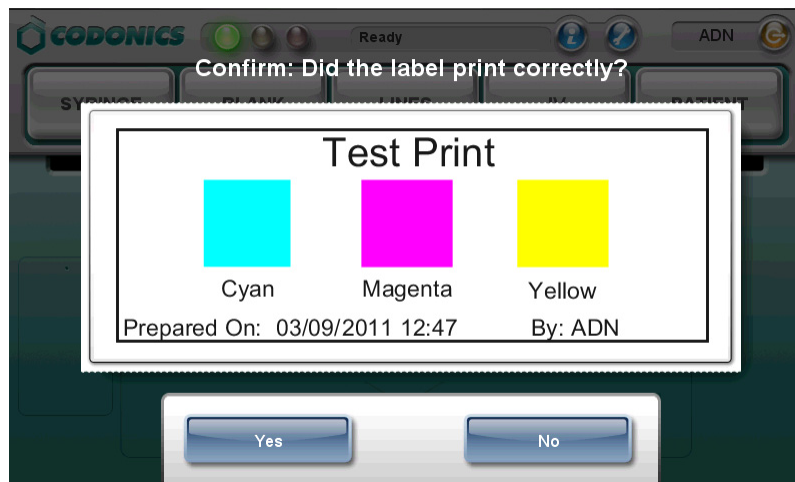 CODONICS
Ready
ADN
Confirm: Did the label print correctly?
Test Print
Cyan Magenta Yellow
Prepared On: 03/09/2011 12:47 By: ADN
Yes No